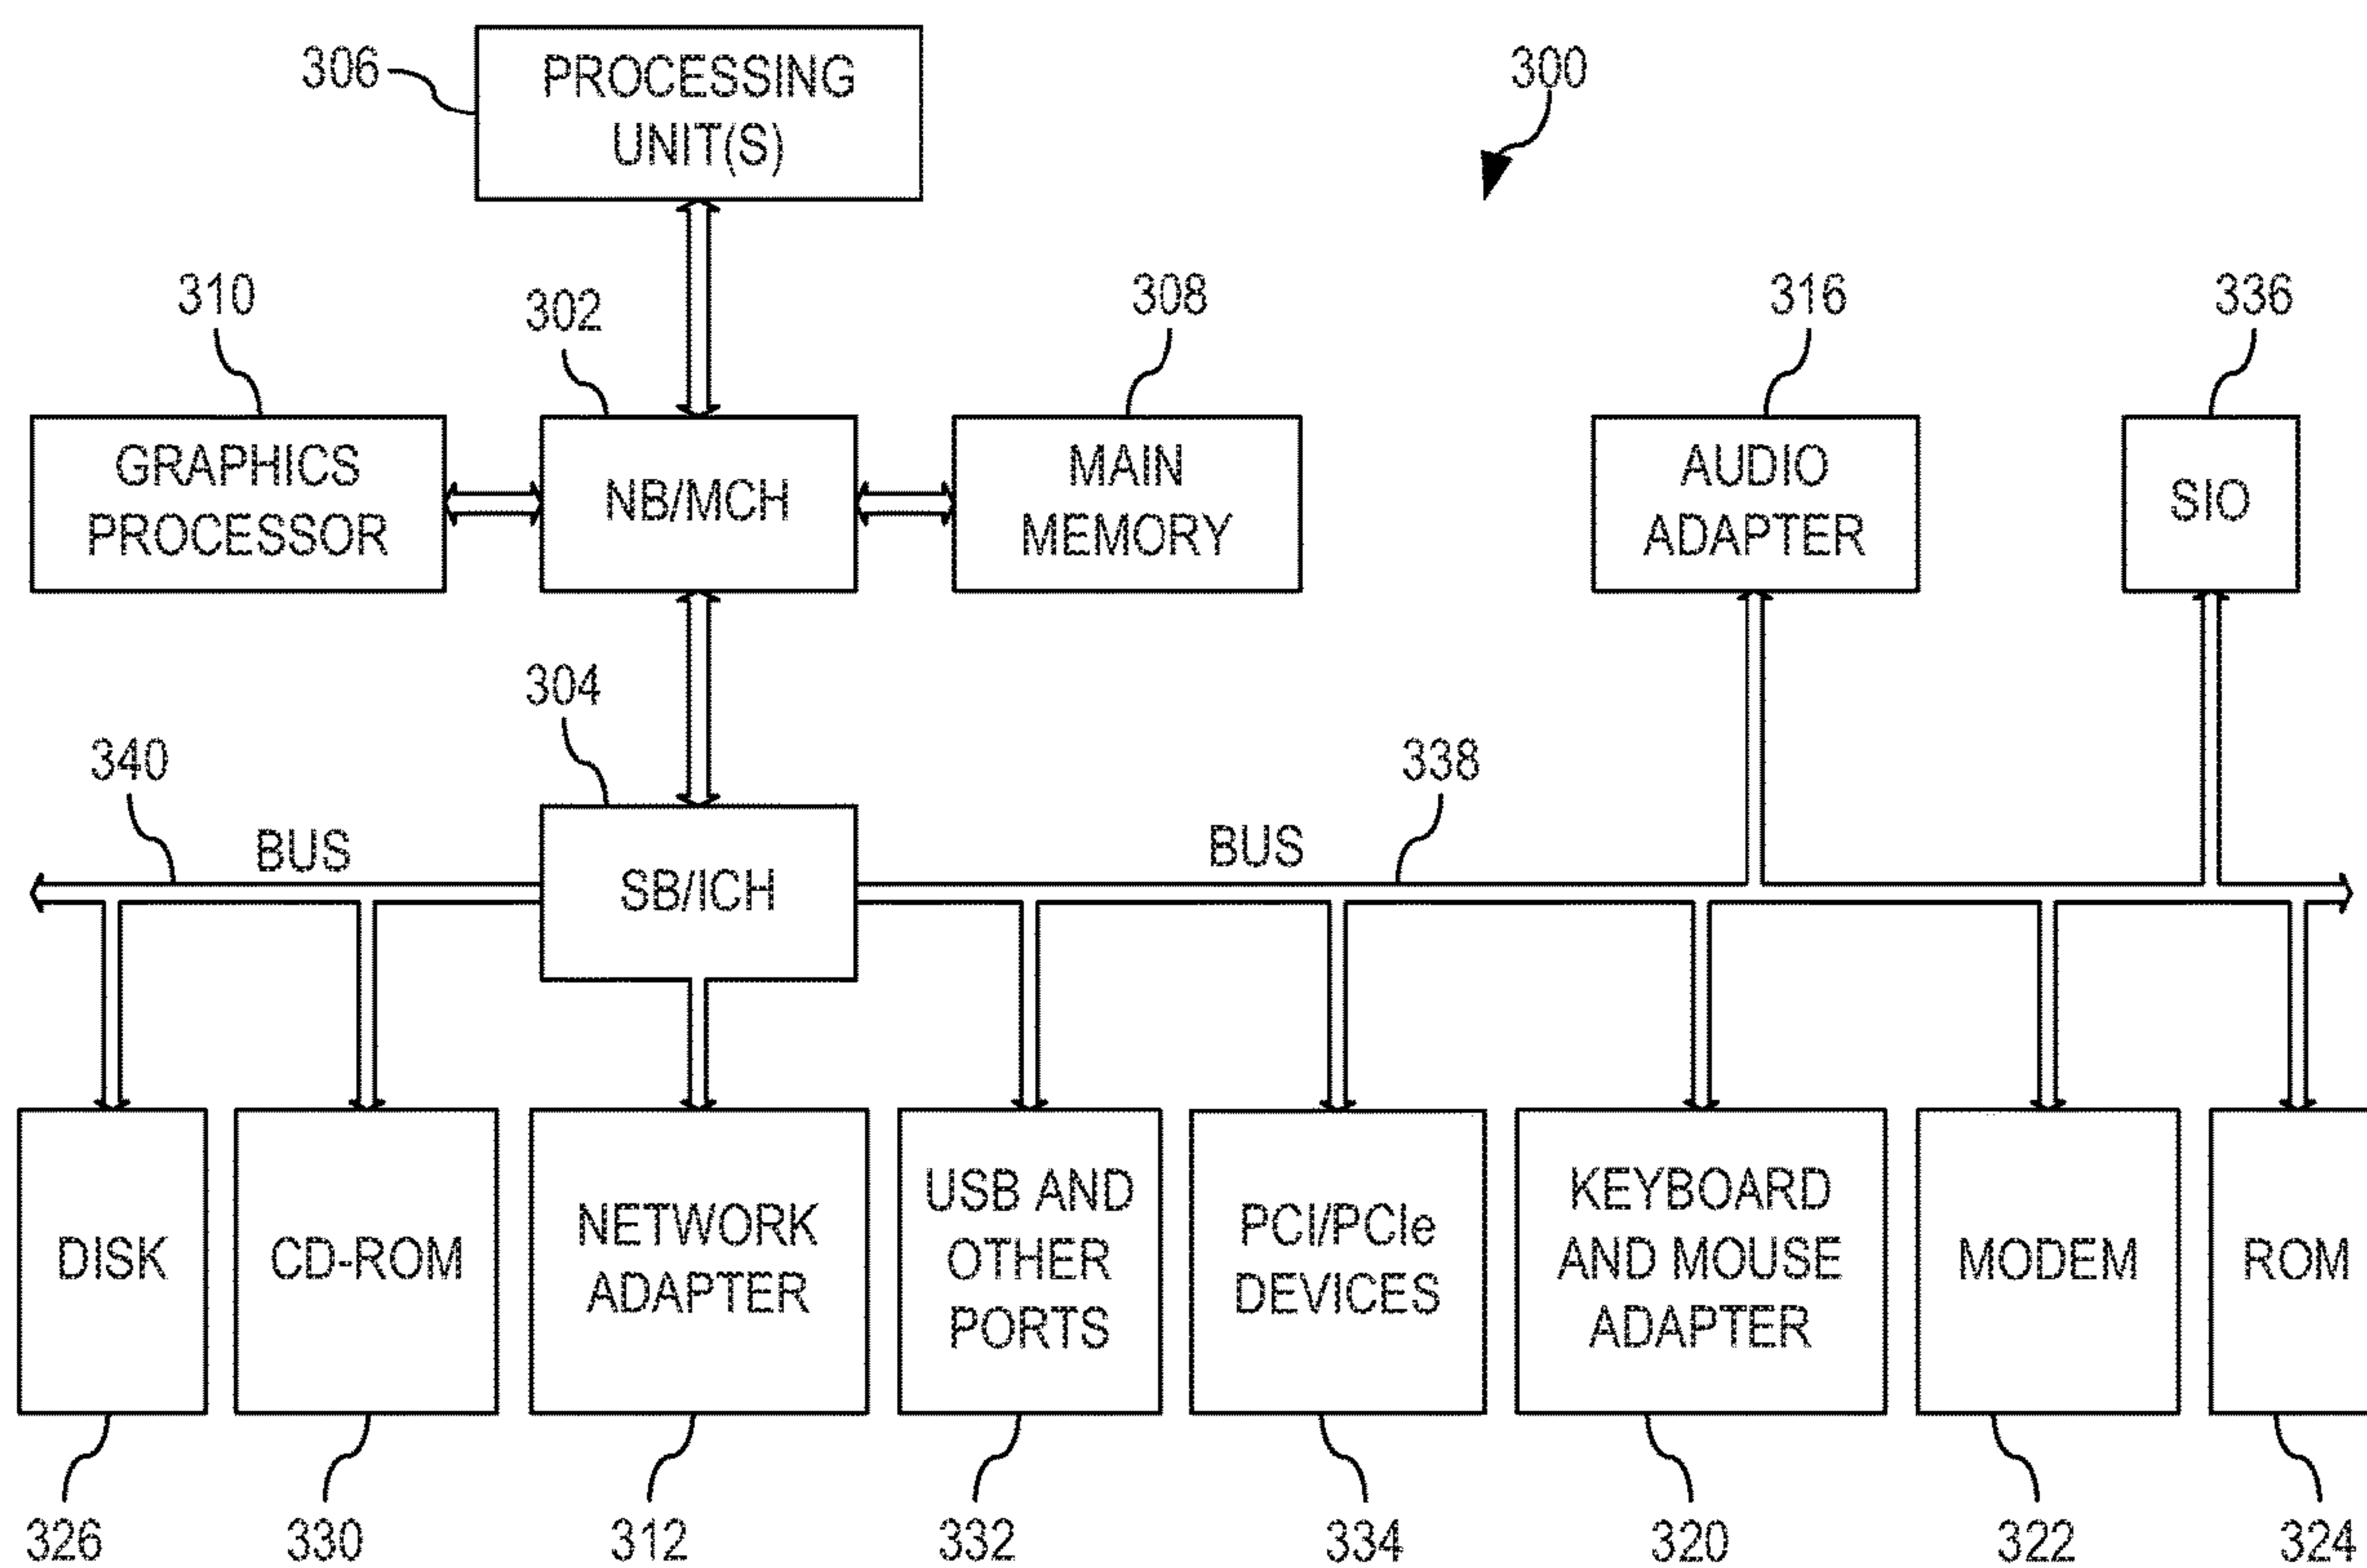 306
PROCESSING
UNIT(S)
300
310
302
308
316
336
GRAPHICS
PROCESSOR
NB/MCH
MAIN
MEMORY
AUDIO
ADAPTER
SIO
304
340
338
BUS
BUS
SB/ICH
DISK
CD-ROM
NETWORK
ADAPTER
USB AND
OTHER
PORTS
PCI/PCIe
DEVICES
KEYBOARD
AND MOUSE
ADAPTER
MODEM
ROM
326
330
312
332
334
320
322
324